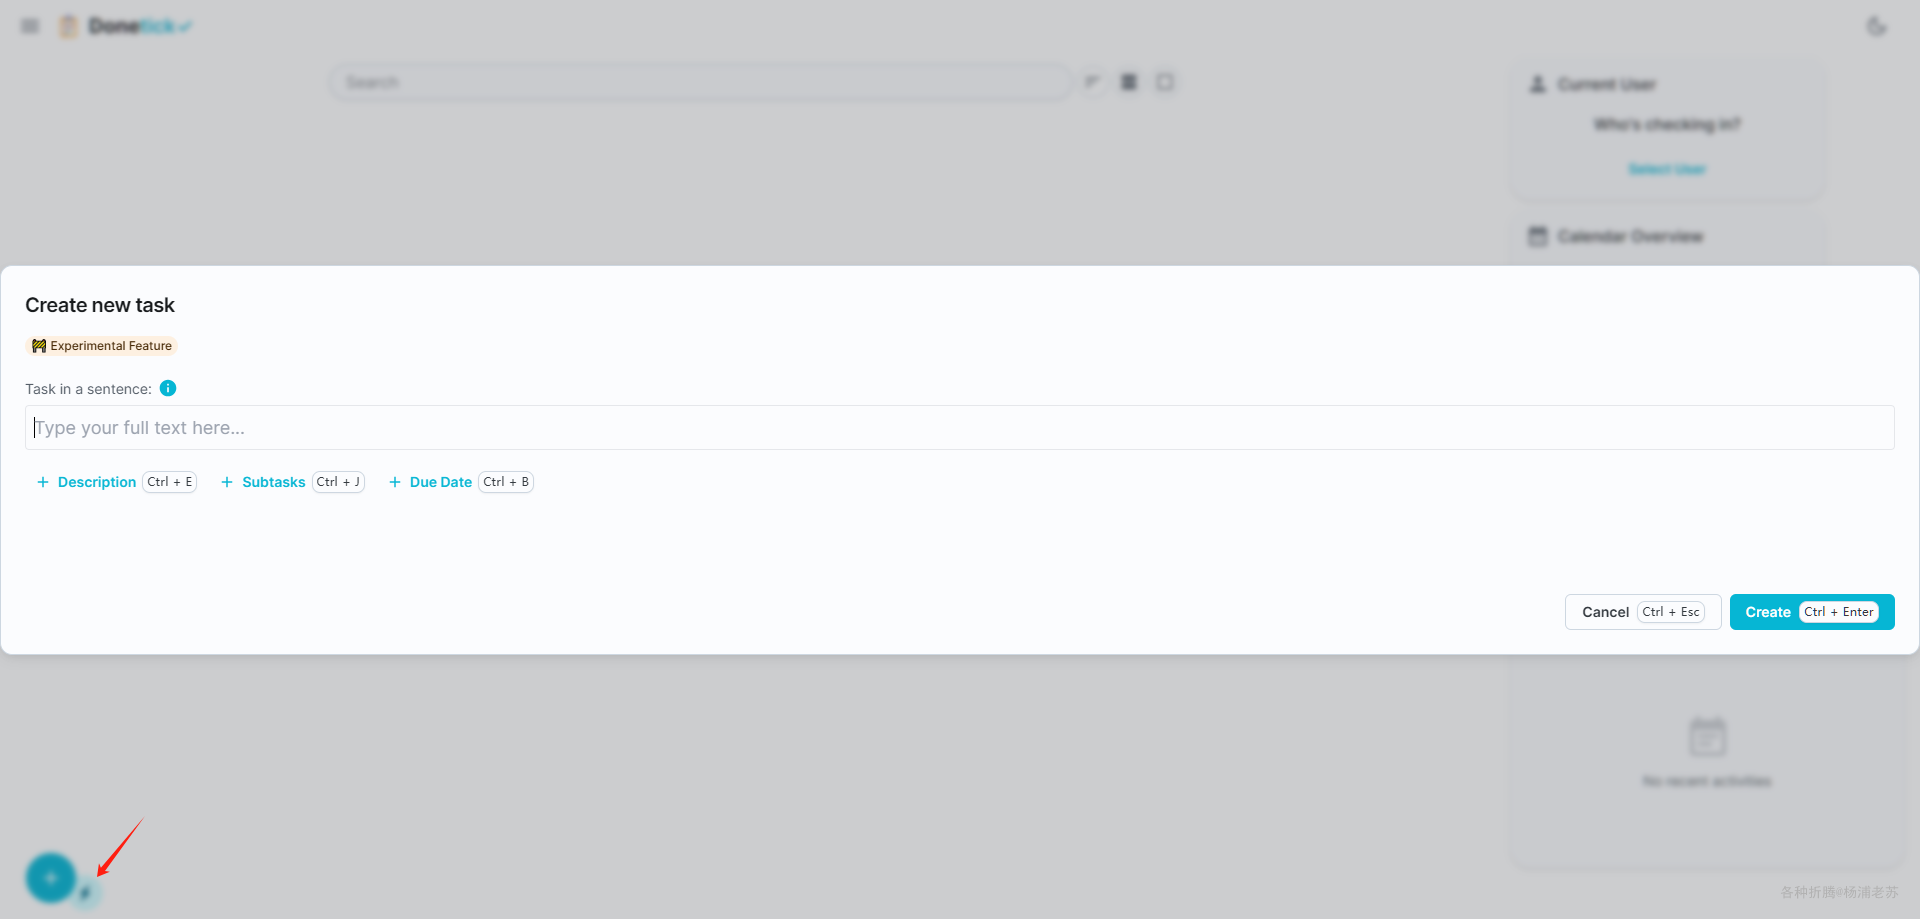 Donetick
Search
Current User
Who's checking in?
Select User
Calendar Overview
Create new task
Experimental Feature
Task in a sentence:
Type your full text here...
+ Description Ctrl + E + Subtasks Ctrl + J + Due Date Ctrl + B
Cancel Ctrl + Esc Create Ctrl + Enter
No recent activities
各种折腾@杨浦老苏